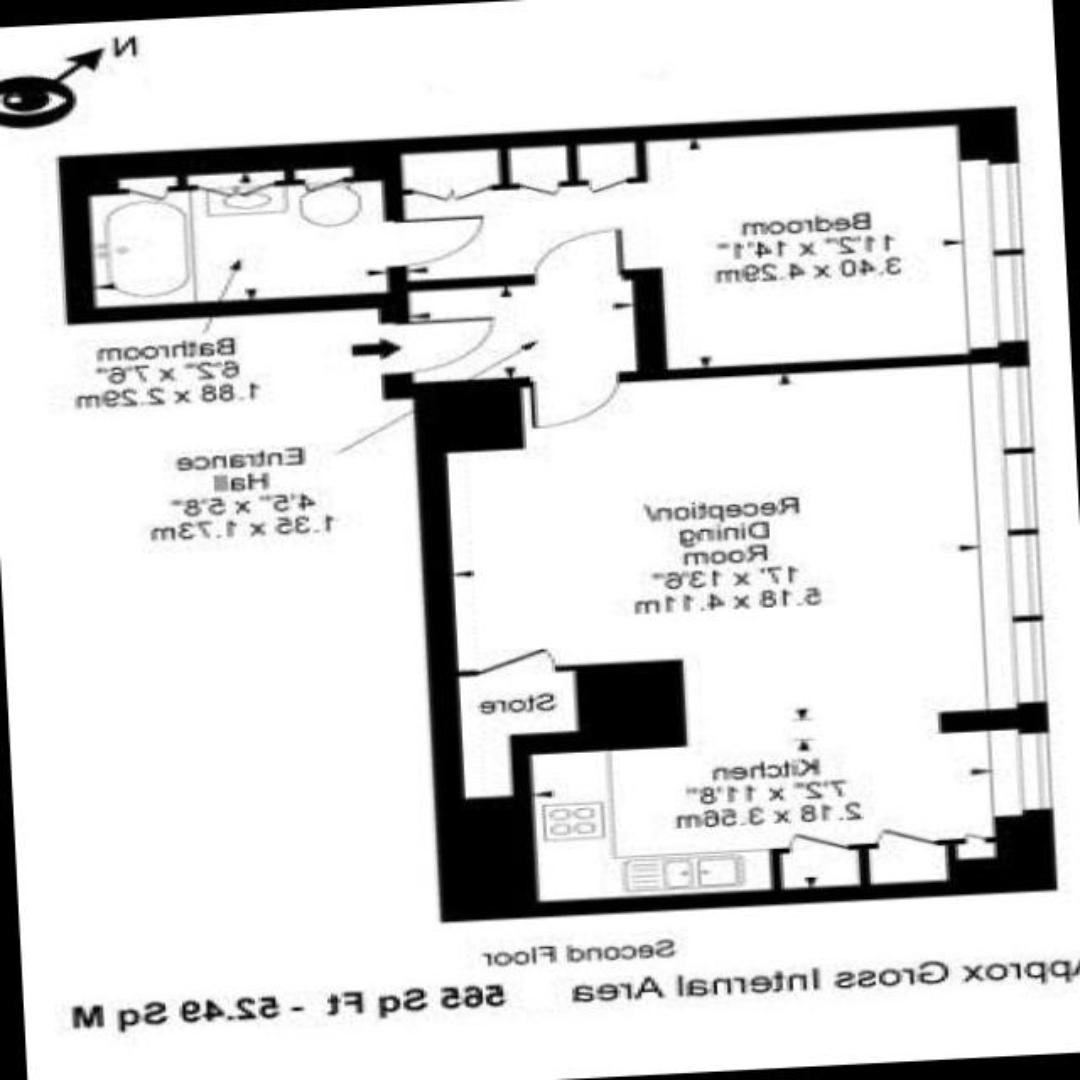 N
Bedroom
11'2" x 14'1"
3.40 x 4.29m
Bathroom
6'2" x 7'6"
1.88 x 2.29m
Entrance
Hall
4'5" x 5'8"
1.35 x 1.73m
Reception/
Dining
Room
17' x 13'6"
5.18 x 4.11m
Store
Kitchen
7'2" x 11'8"
2.18 x 3.56m
Second Floor
Approx Gross Internal Area 565 Sq Ft - 52.49 Sq M